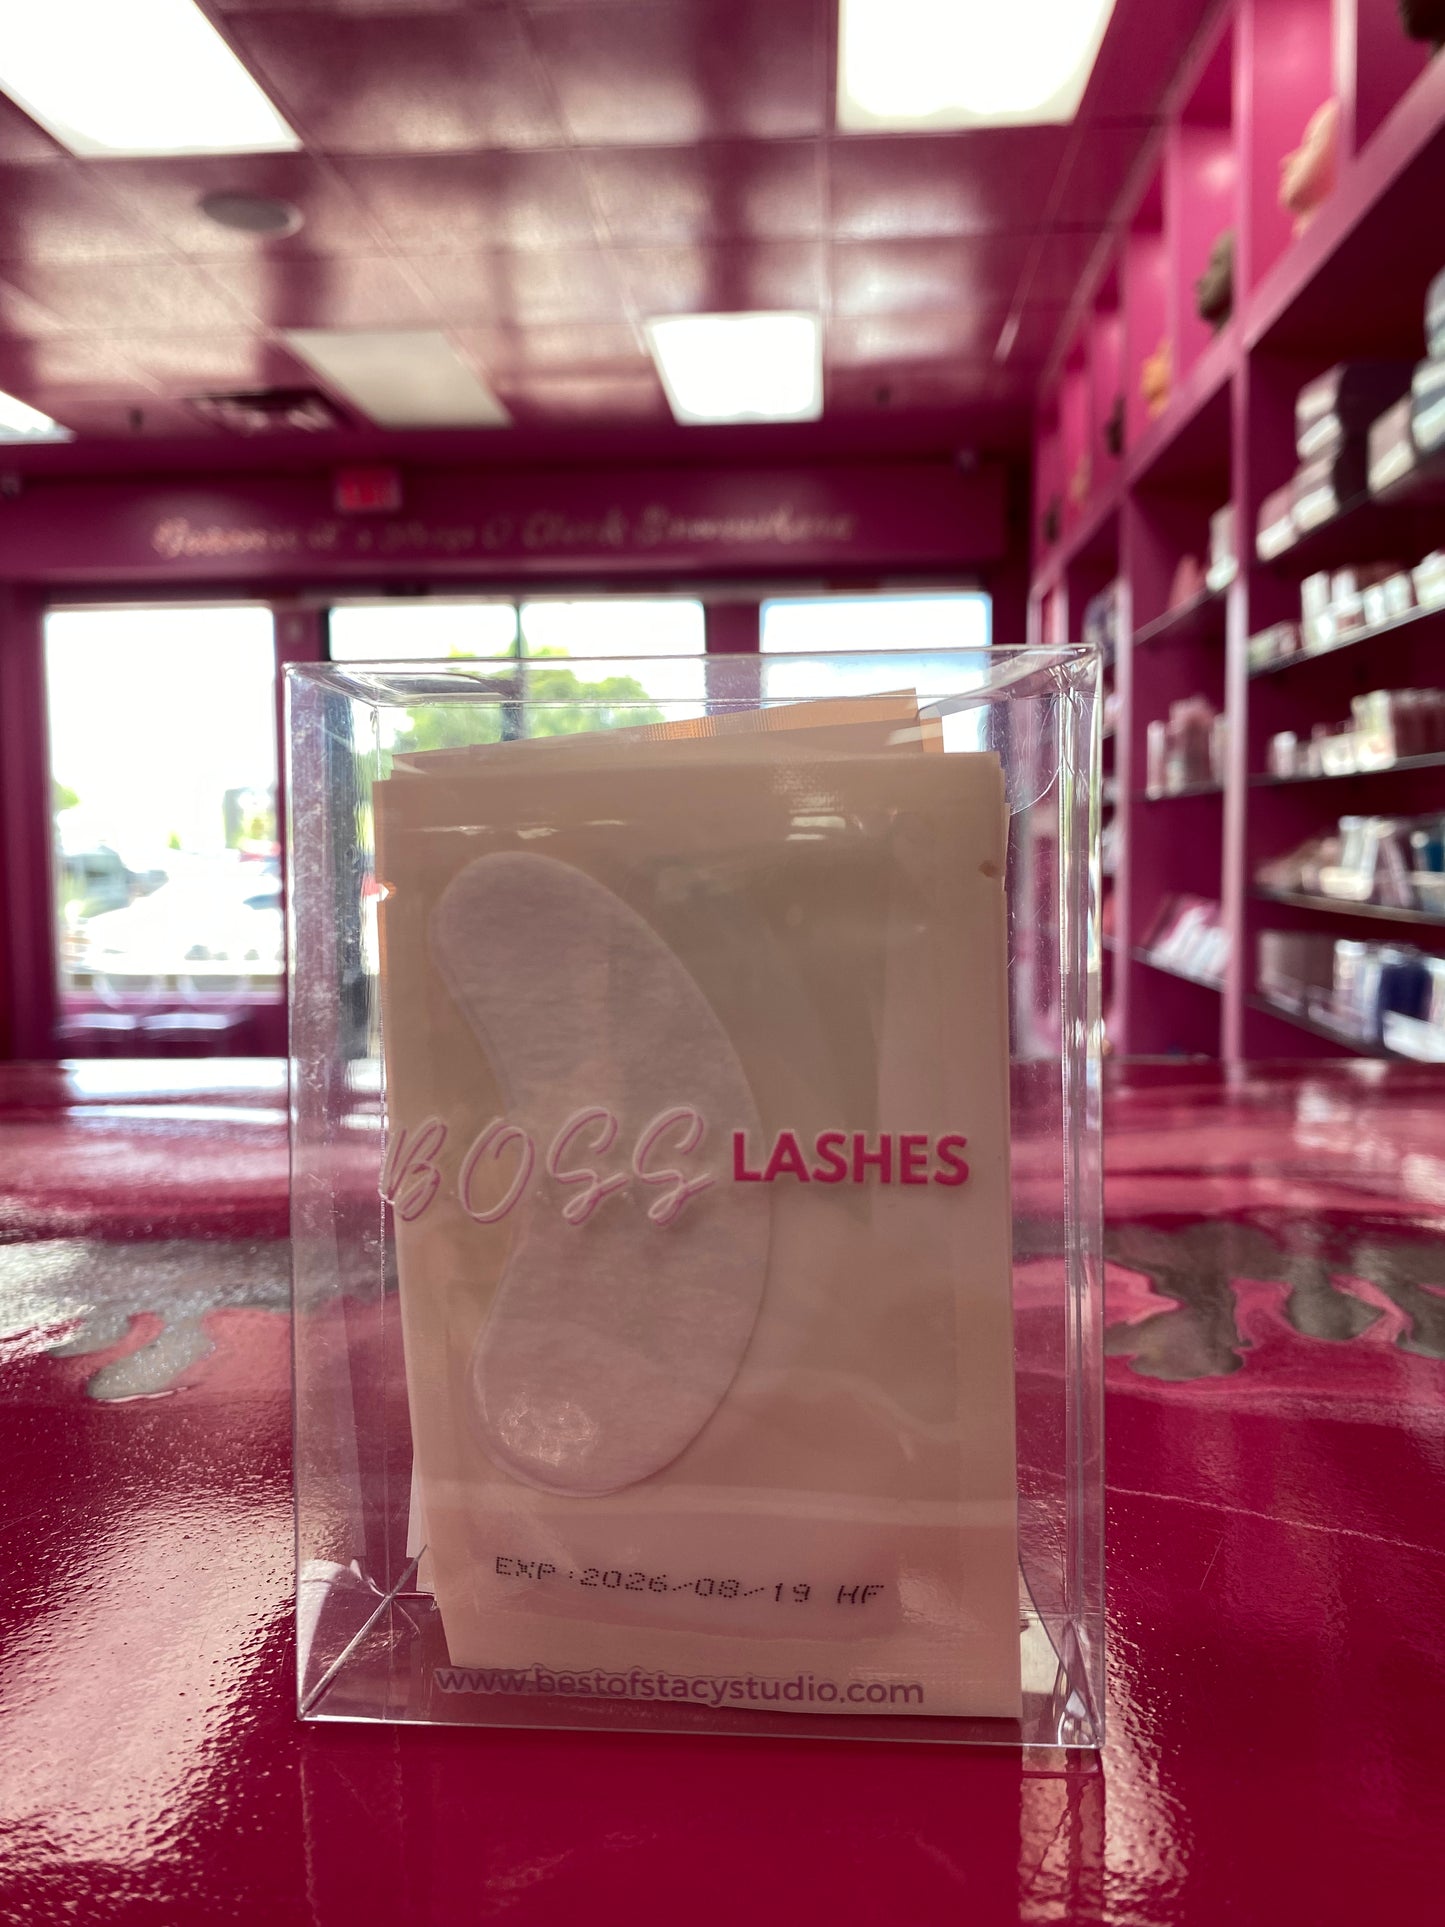 BOSS LASHES
EXP:2026/08/19 HF
www.bestofstacystudio.com